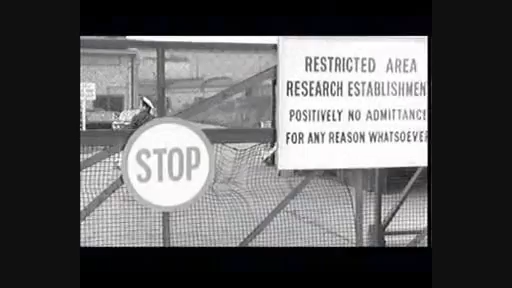 RESTRICTED AREA
RESEARCH ESTABLISHMENT
POSITIVELY NO ADMITTANCE
FOR ANY REASON WHATSOEVER
STOP